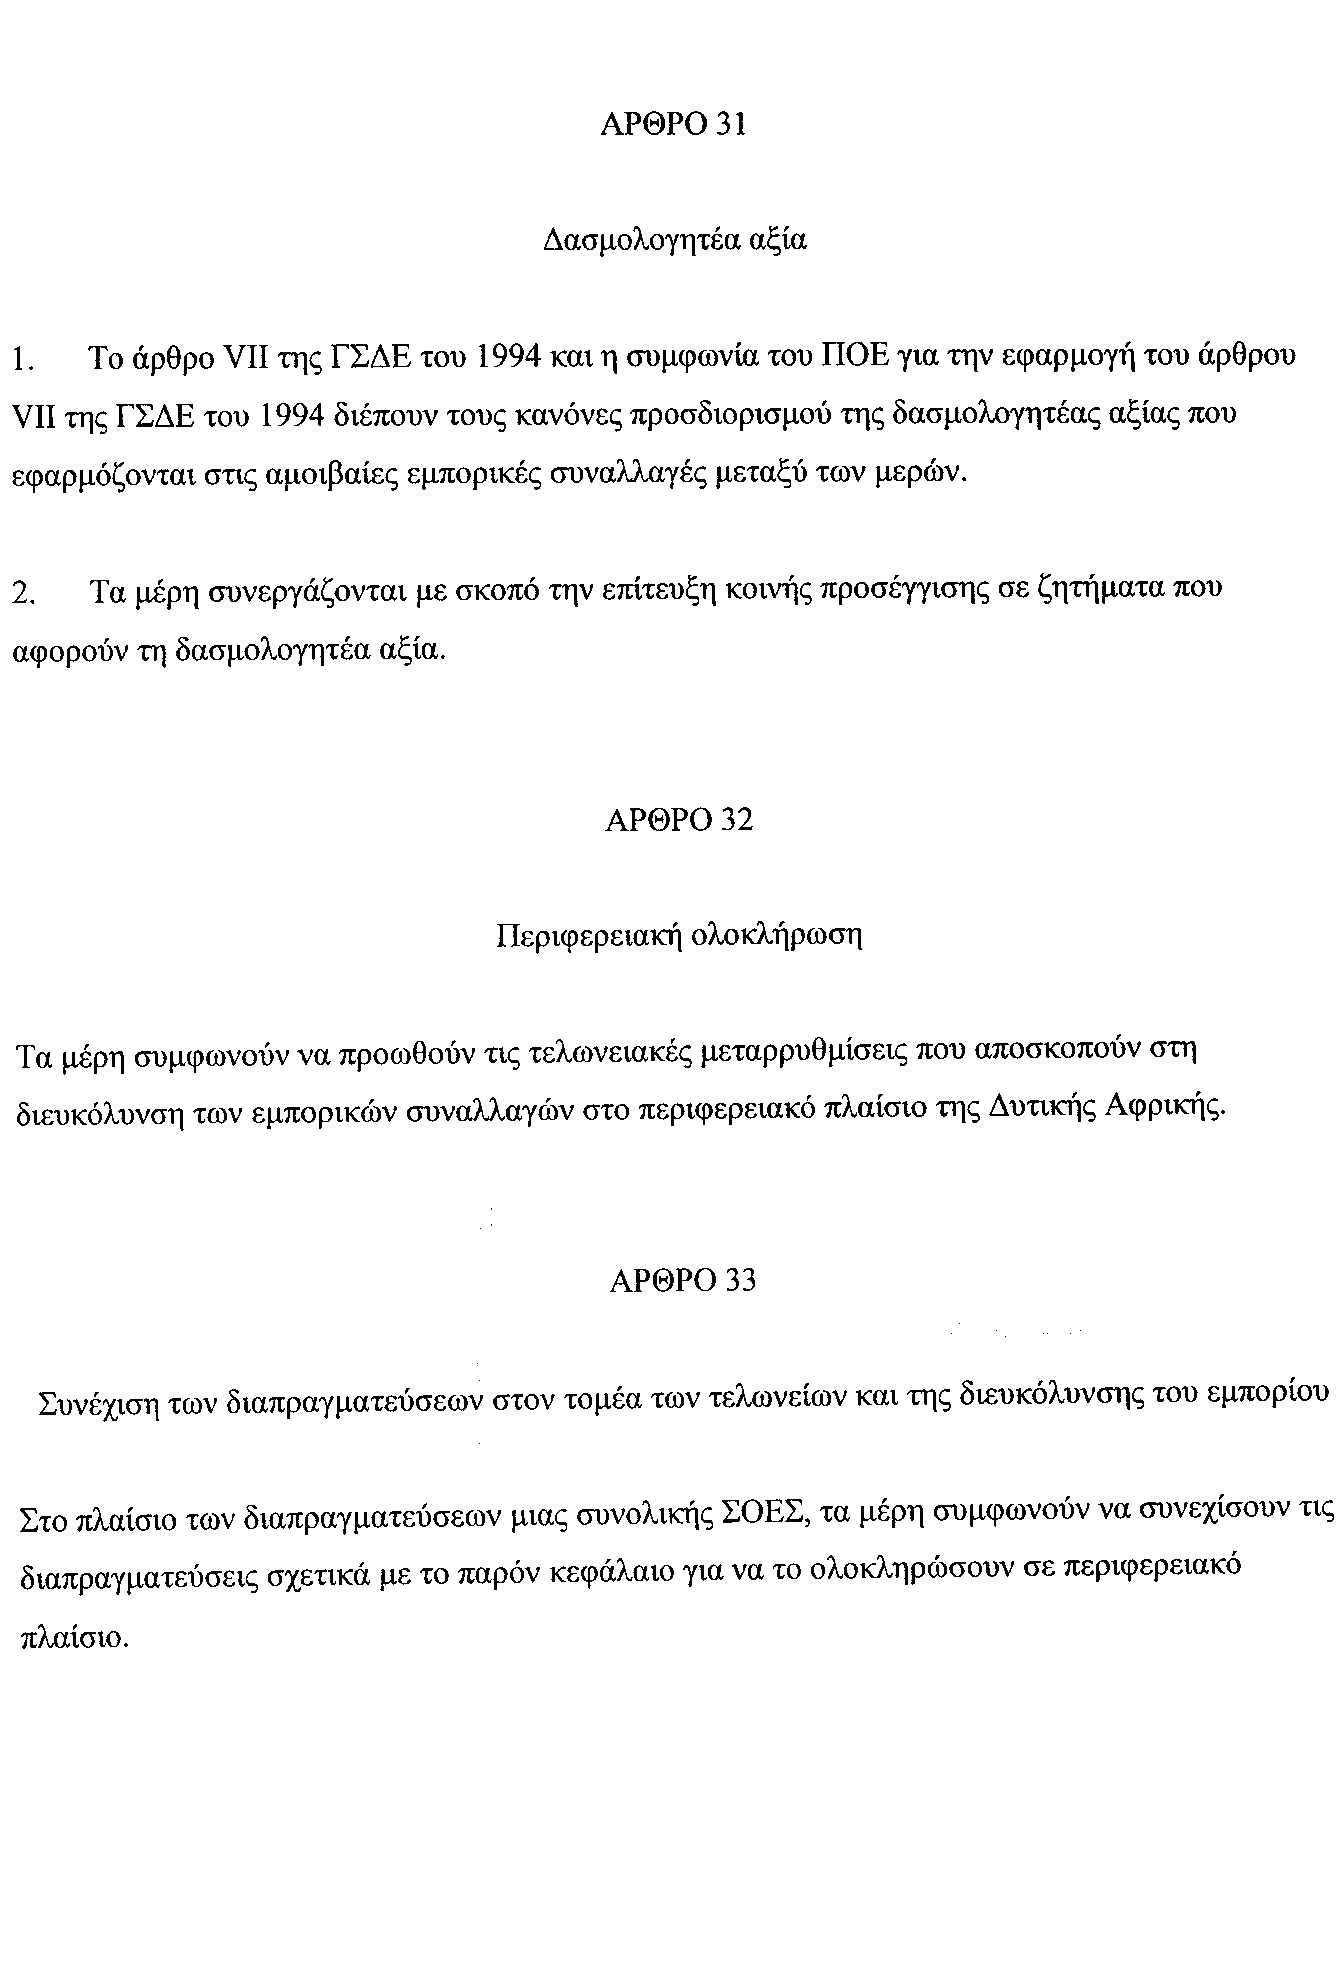 ΑΡΘΡΟ 31
Δασμολογητέα αξία
1. Το άρθρο VII της ΓΣΔΕ του 1994 και η συμφωνία του ΠΟΕ για την εφαρμογή του άρθρου
VII της ΓΣΔΕ του 1994 διέπουν τους κανόνες προσδιορισμού της δασμολογητέας αξίας που
εφαρμόζονται στις αμοιβαίες εμπορικές συναλλαγές μεταξύ των μερών.
2. Τα μέρη συνεργάζονται με σκοπό την επίτευξη κοινής προσέγγισης σε ζητήματα που
αφορούν τη δασμολογητέα αξία.
ΑΡΘΡΟ 32
Περιφερειακή ολοκλήρωση
Τα μέρη συμφωνούν να προωθούν τις τελωνειακές μεταρρυθμίσεις που αποσκοπούν στη
διευκόλυνση των εμπορικών συναλλαγών στο περιφερειακό πλαίσιο της Δυτικής Αφρικής.
ΑΡΘΡΟ 33
Συνέχιση των διαπραγματεύσεων στον τομέα των τελωνείων και της διευκόλυνσης του εμπορίου
Στο πλαίσιο των διαπραγματεύσεων μιας συνολικής ΣΟΕΣ, τα μέρη συμφωνούν να συνεχίσουν τις
διαπραγματεύσεις σχετικά με το παρόν κεφάλαιο για να το ολοκληρώσουν σε περιφερειακό
πλαίσιο.